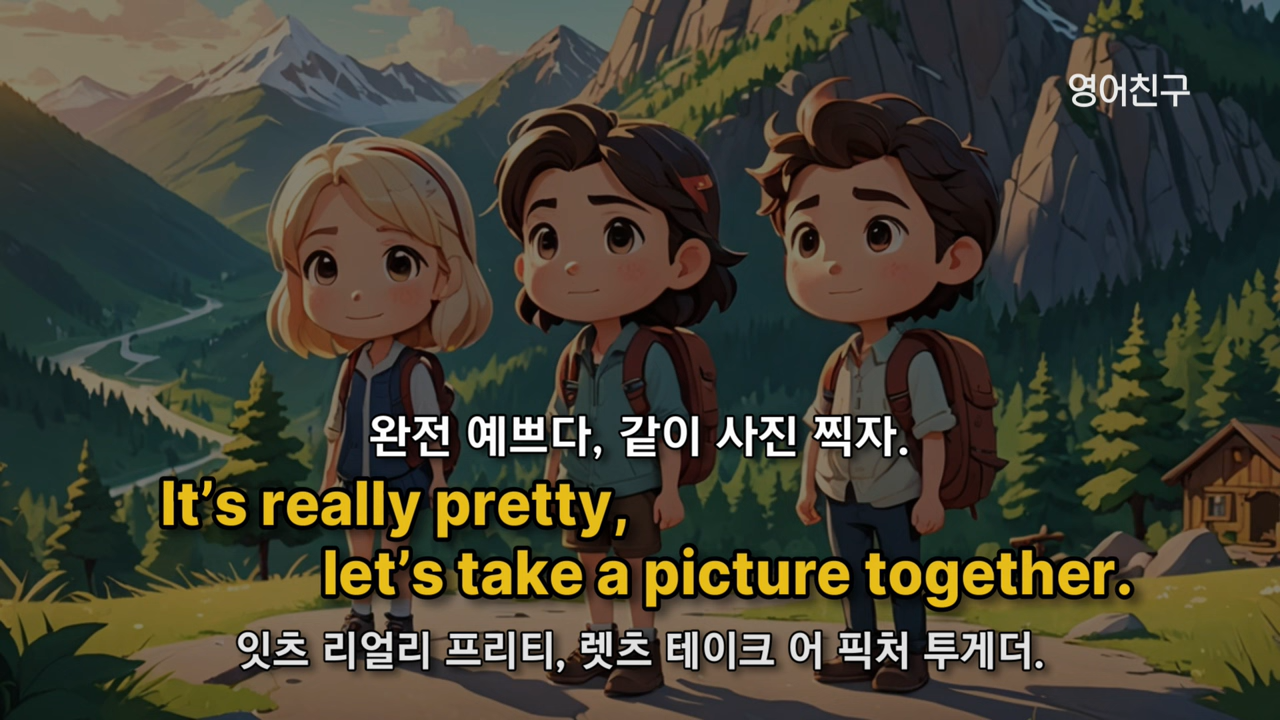 영어친구
완전 예쁘다, 같이 사진 찍자.
It’s really pretty,
let’s take a picture together.
잇츠 리얼리 프리티, 렛츠 테이크 어 픽처 투게더.